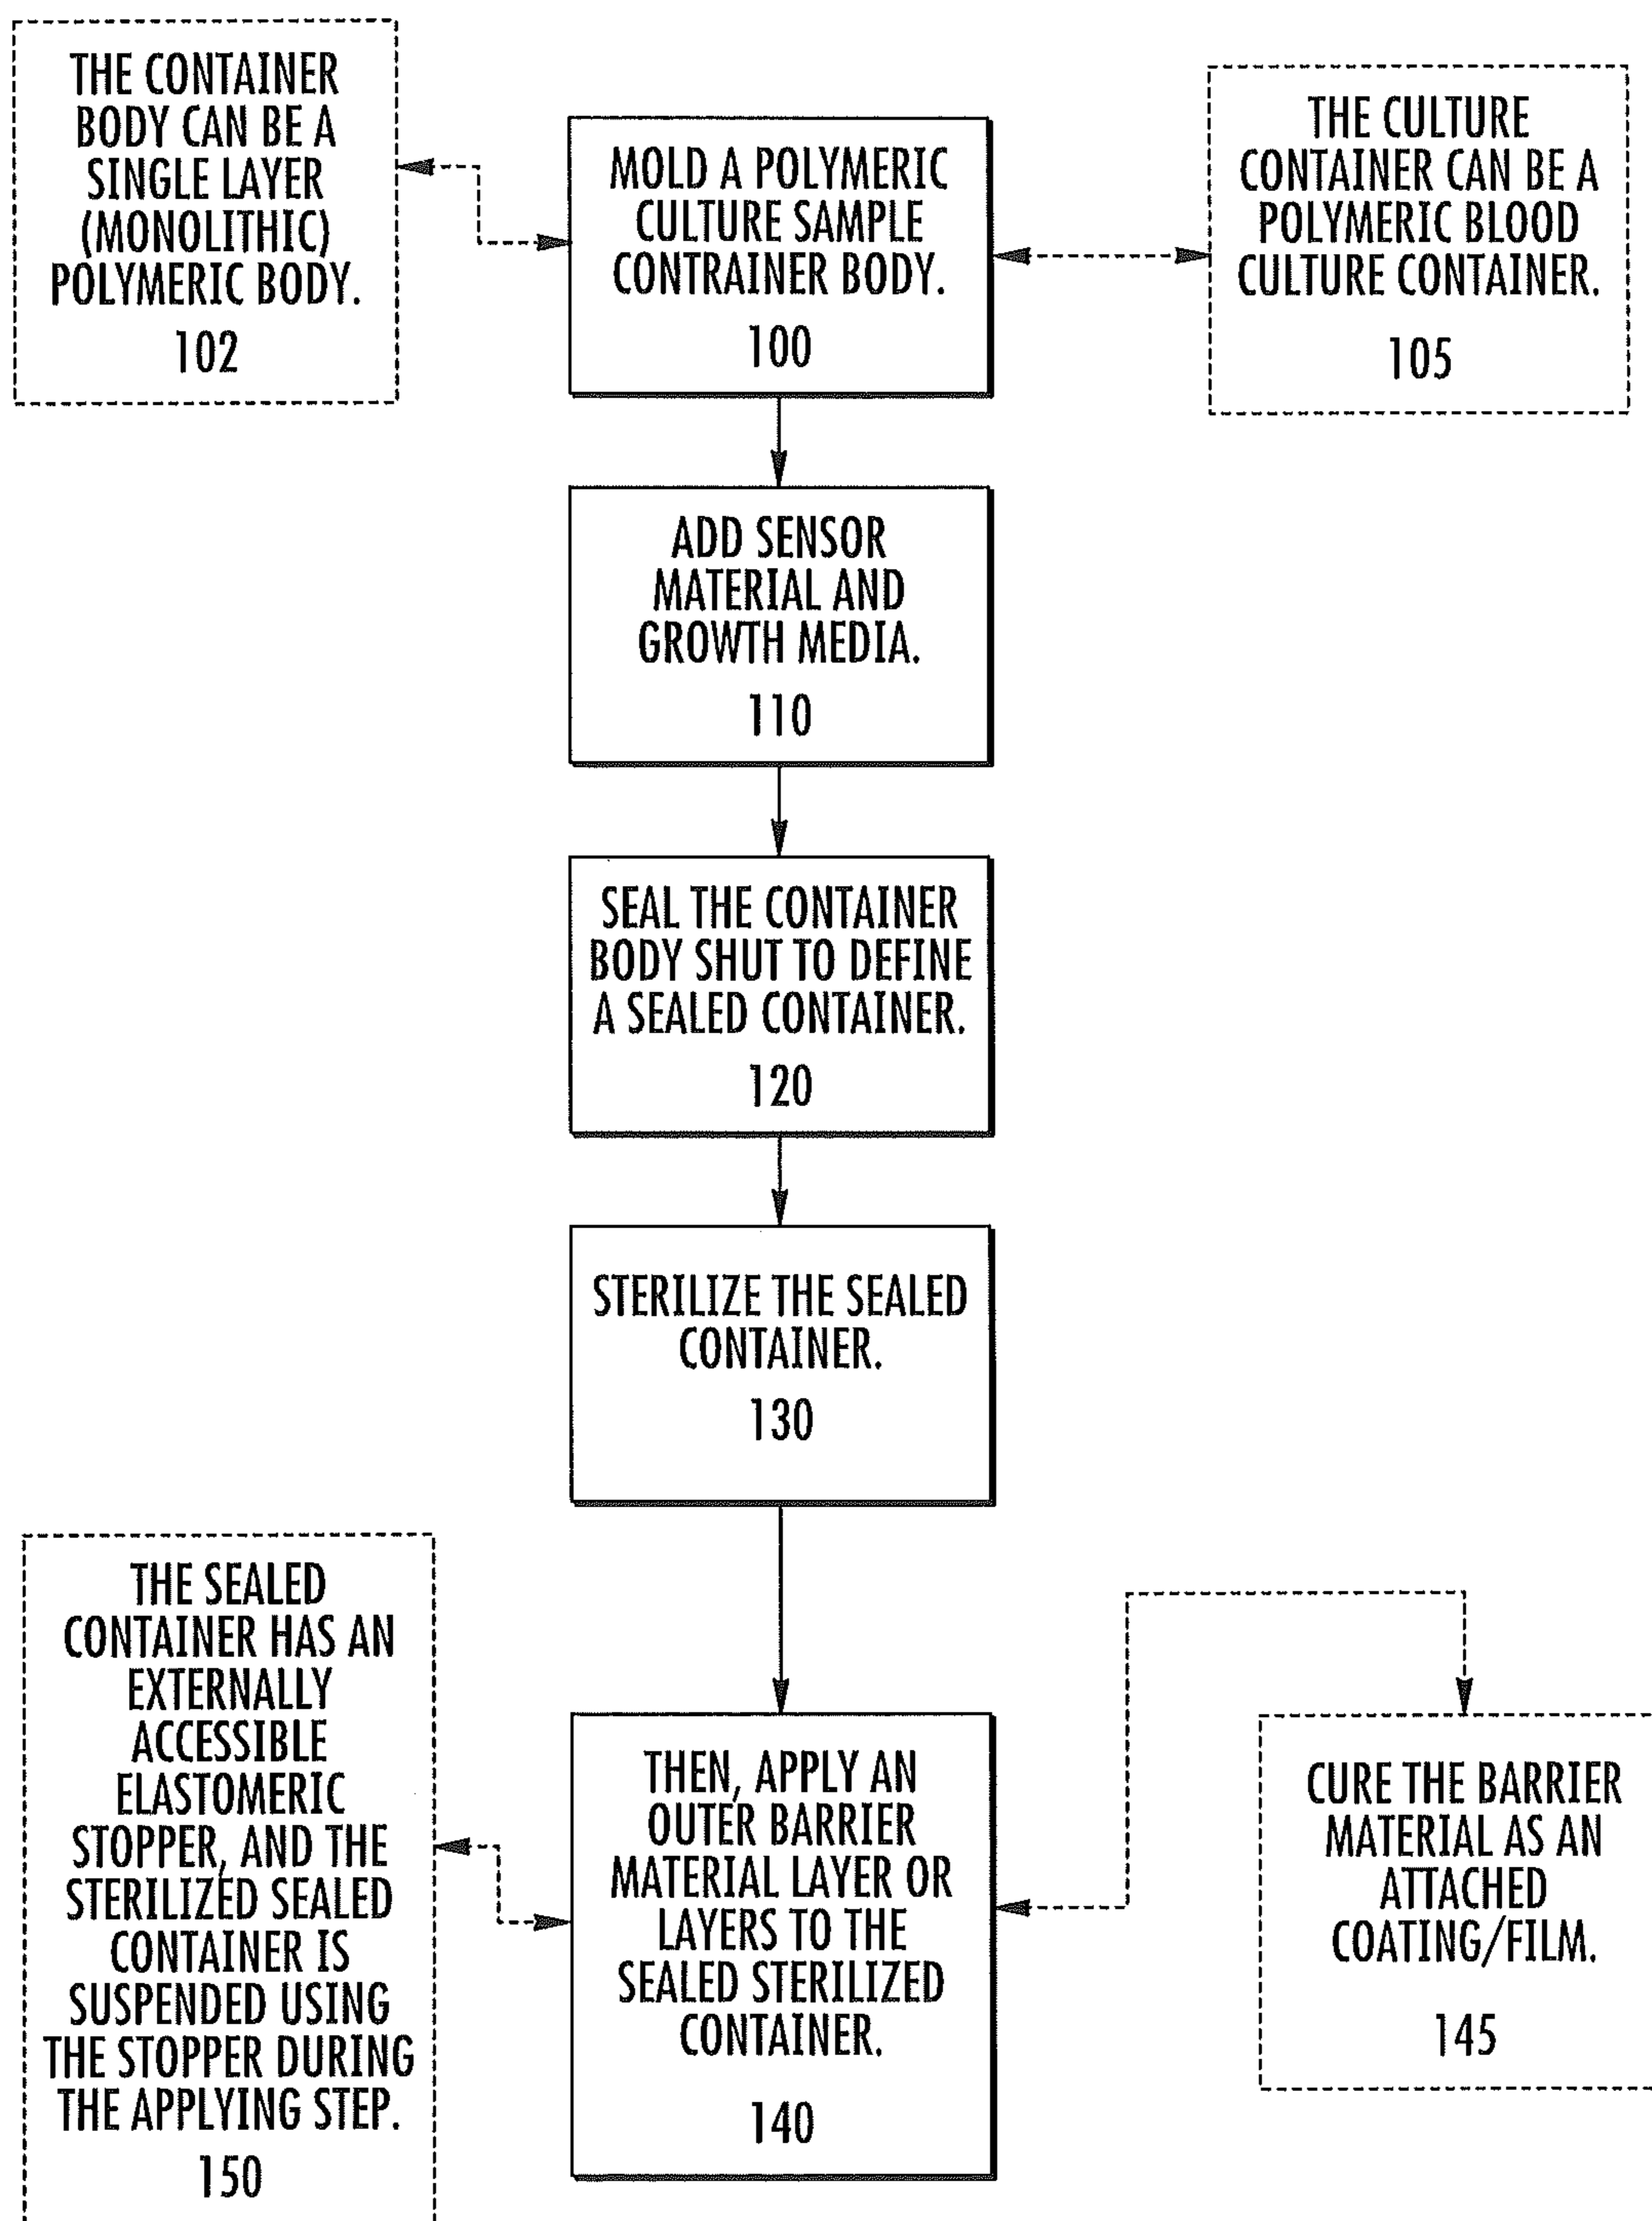 THE CONTAINER
BODY CAN BE A
SINGLE LAYER
(MONOLITHIC)
POLYMERIC BODY.
102
MOLD A POLYMERIC
CULTURE SAMPLE
CONTRAINER BODY.
100
THE CULTURE
CONTAINER CAN BE A
POLYMERIC BLOOD
CULTURE CONTAINER.
105
ADD SENSOR
MATERIAL AND
GROWTH MEDIA.
110
SEAL THE CONTAINER
BODY SHUT TO DEFINE
A SEALED CONTAINER.
120
STERILIZE THE SEALED
CONTAINER.
130
THE SEALED
CONTAINER HAS AN
EXTERNALLY
ACCESSIBLE
ELASTOMERIC
STOPPER, AND THE
STERILIZED SEALED
CONTAINER IS
SUSPENDED USING
THE STOPPER DURING
THE APPLYING STEP.
150
THEN, APPLY AN
OUTER BARRIER
MATERIAL LAYER OR
LAYERS TO THE
SEALED STERILIZED
CONTAINER.
140
CURE THE BARRIER
MATERIAL AS AN
ATTACHED
COATING/FILM.
145